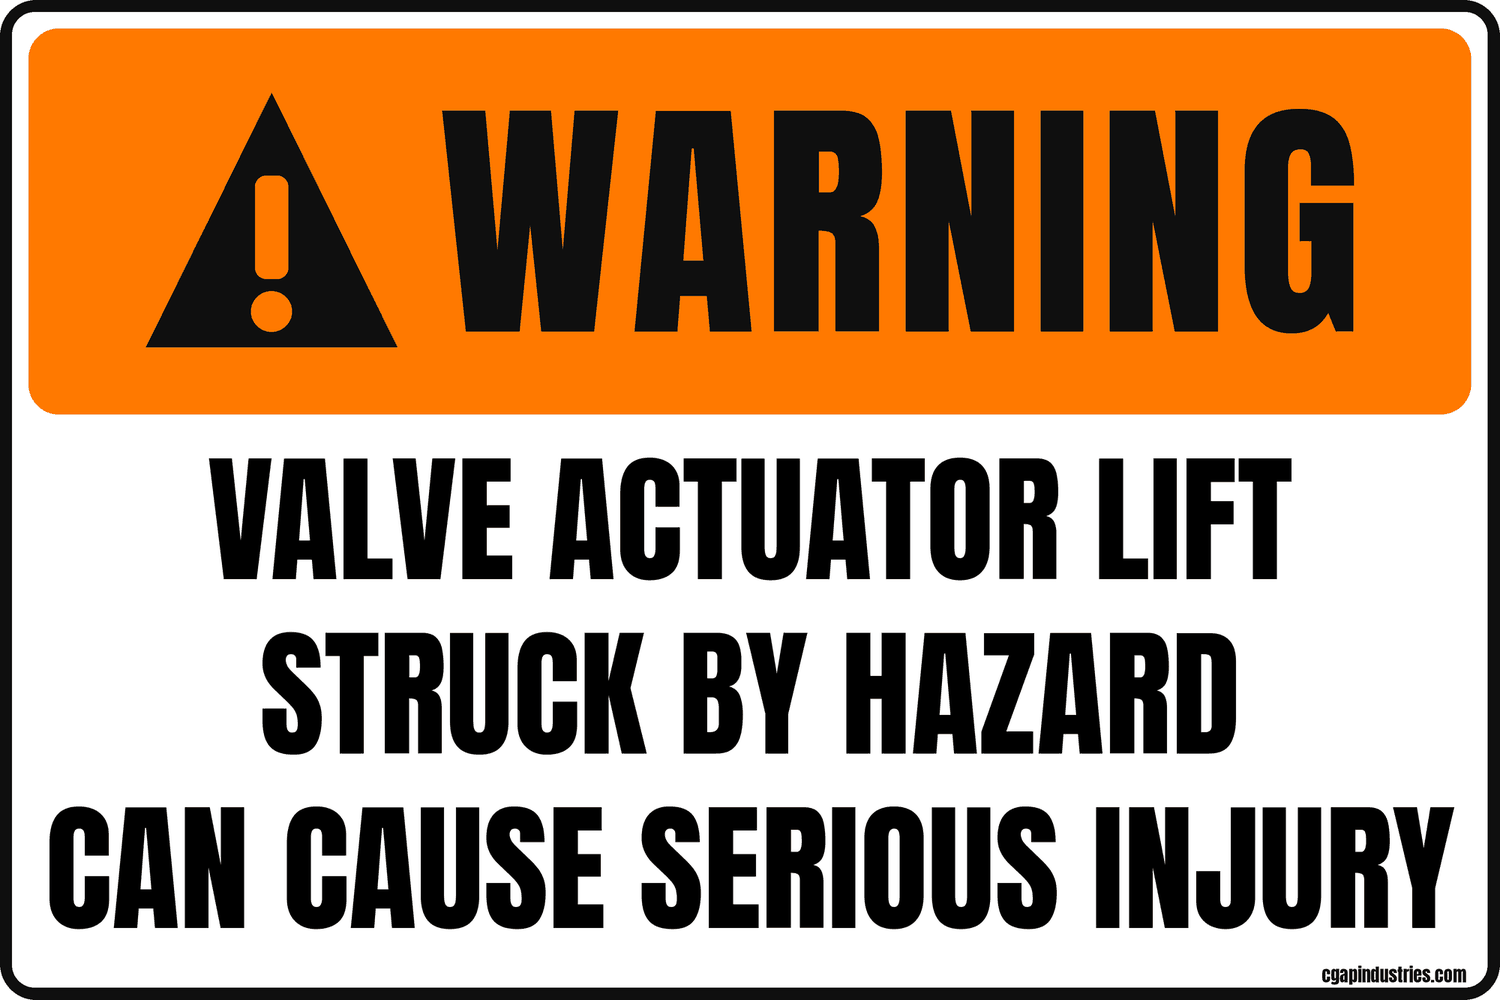 WARNING
VALVE ACTUATOR LIFT
STRUCK BY HAZARD
CAN CAUSE SERIOUS INJURY
cgapindustries.com